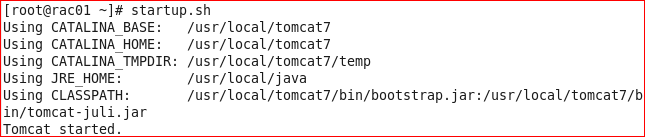 [root@rac01 ~]# startup.sh
Using CATALINA_BASE:   /usr/local/tomcat7
Using CATALINA_HOME:   /usr/local/tomcat7
Using CATALINA_TMPDIR: /usr/local/tomcat7/temp
Using JRE_HOME:        /usr/local/java
Using CLASSPATH:       /usr/local/tomcat7/bin/bootstrap.jar:/usr/local/tomcat7/b
in/tomcat-juli.jar
Tomcat started.